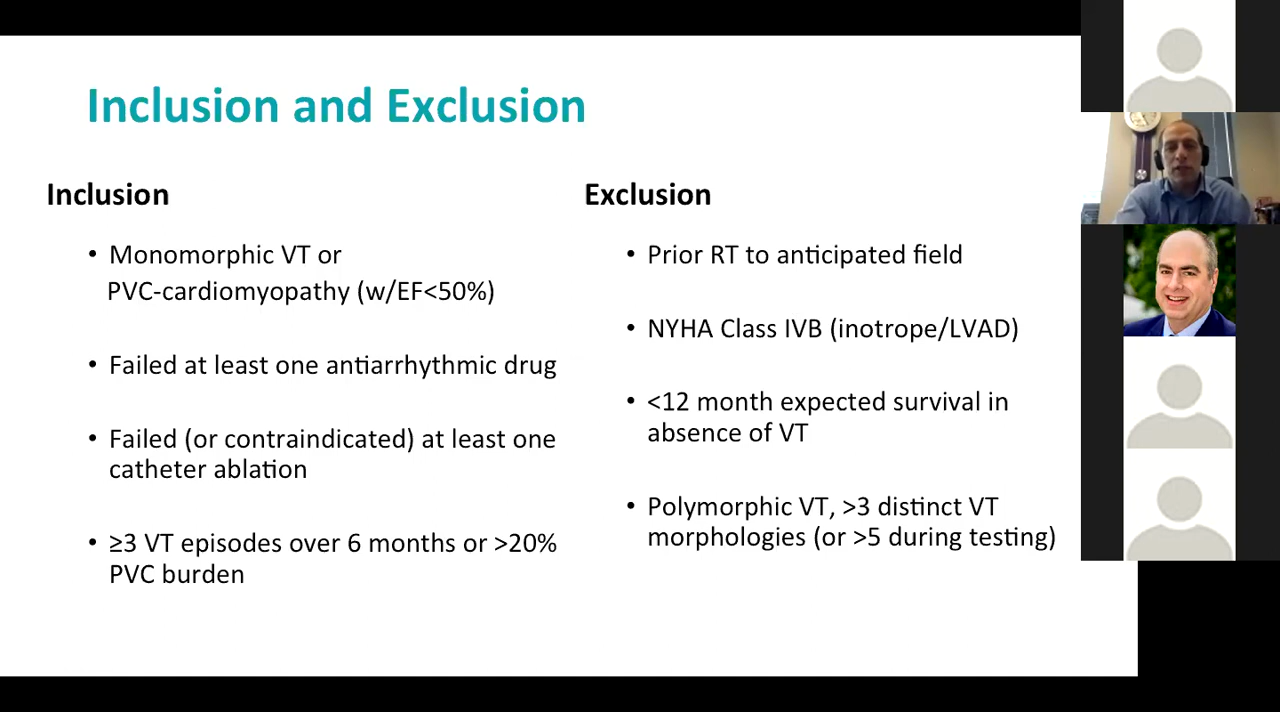 Inclusion and Exclusion
Inclusion
• Monomorphic VT or
PVC-cardiomyopathy (w/EF<50%)
• Failed at least one antiarrhythmic drug
• Failed (or contraindicated) at least one
catheter ablation
• ≥3 VT episodes over 6 months or >20%
PVC burden
Exclusion
• Prior RT to anticipated field
• NYHA Class IVB (inotrope/LVAD)
• <12 month expected survival in
absence of VT
• Polymorphic VT, >3 distinct VT
morphologies (or >5 during testing)